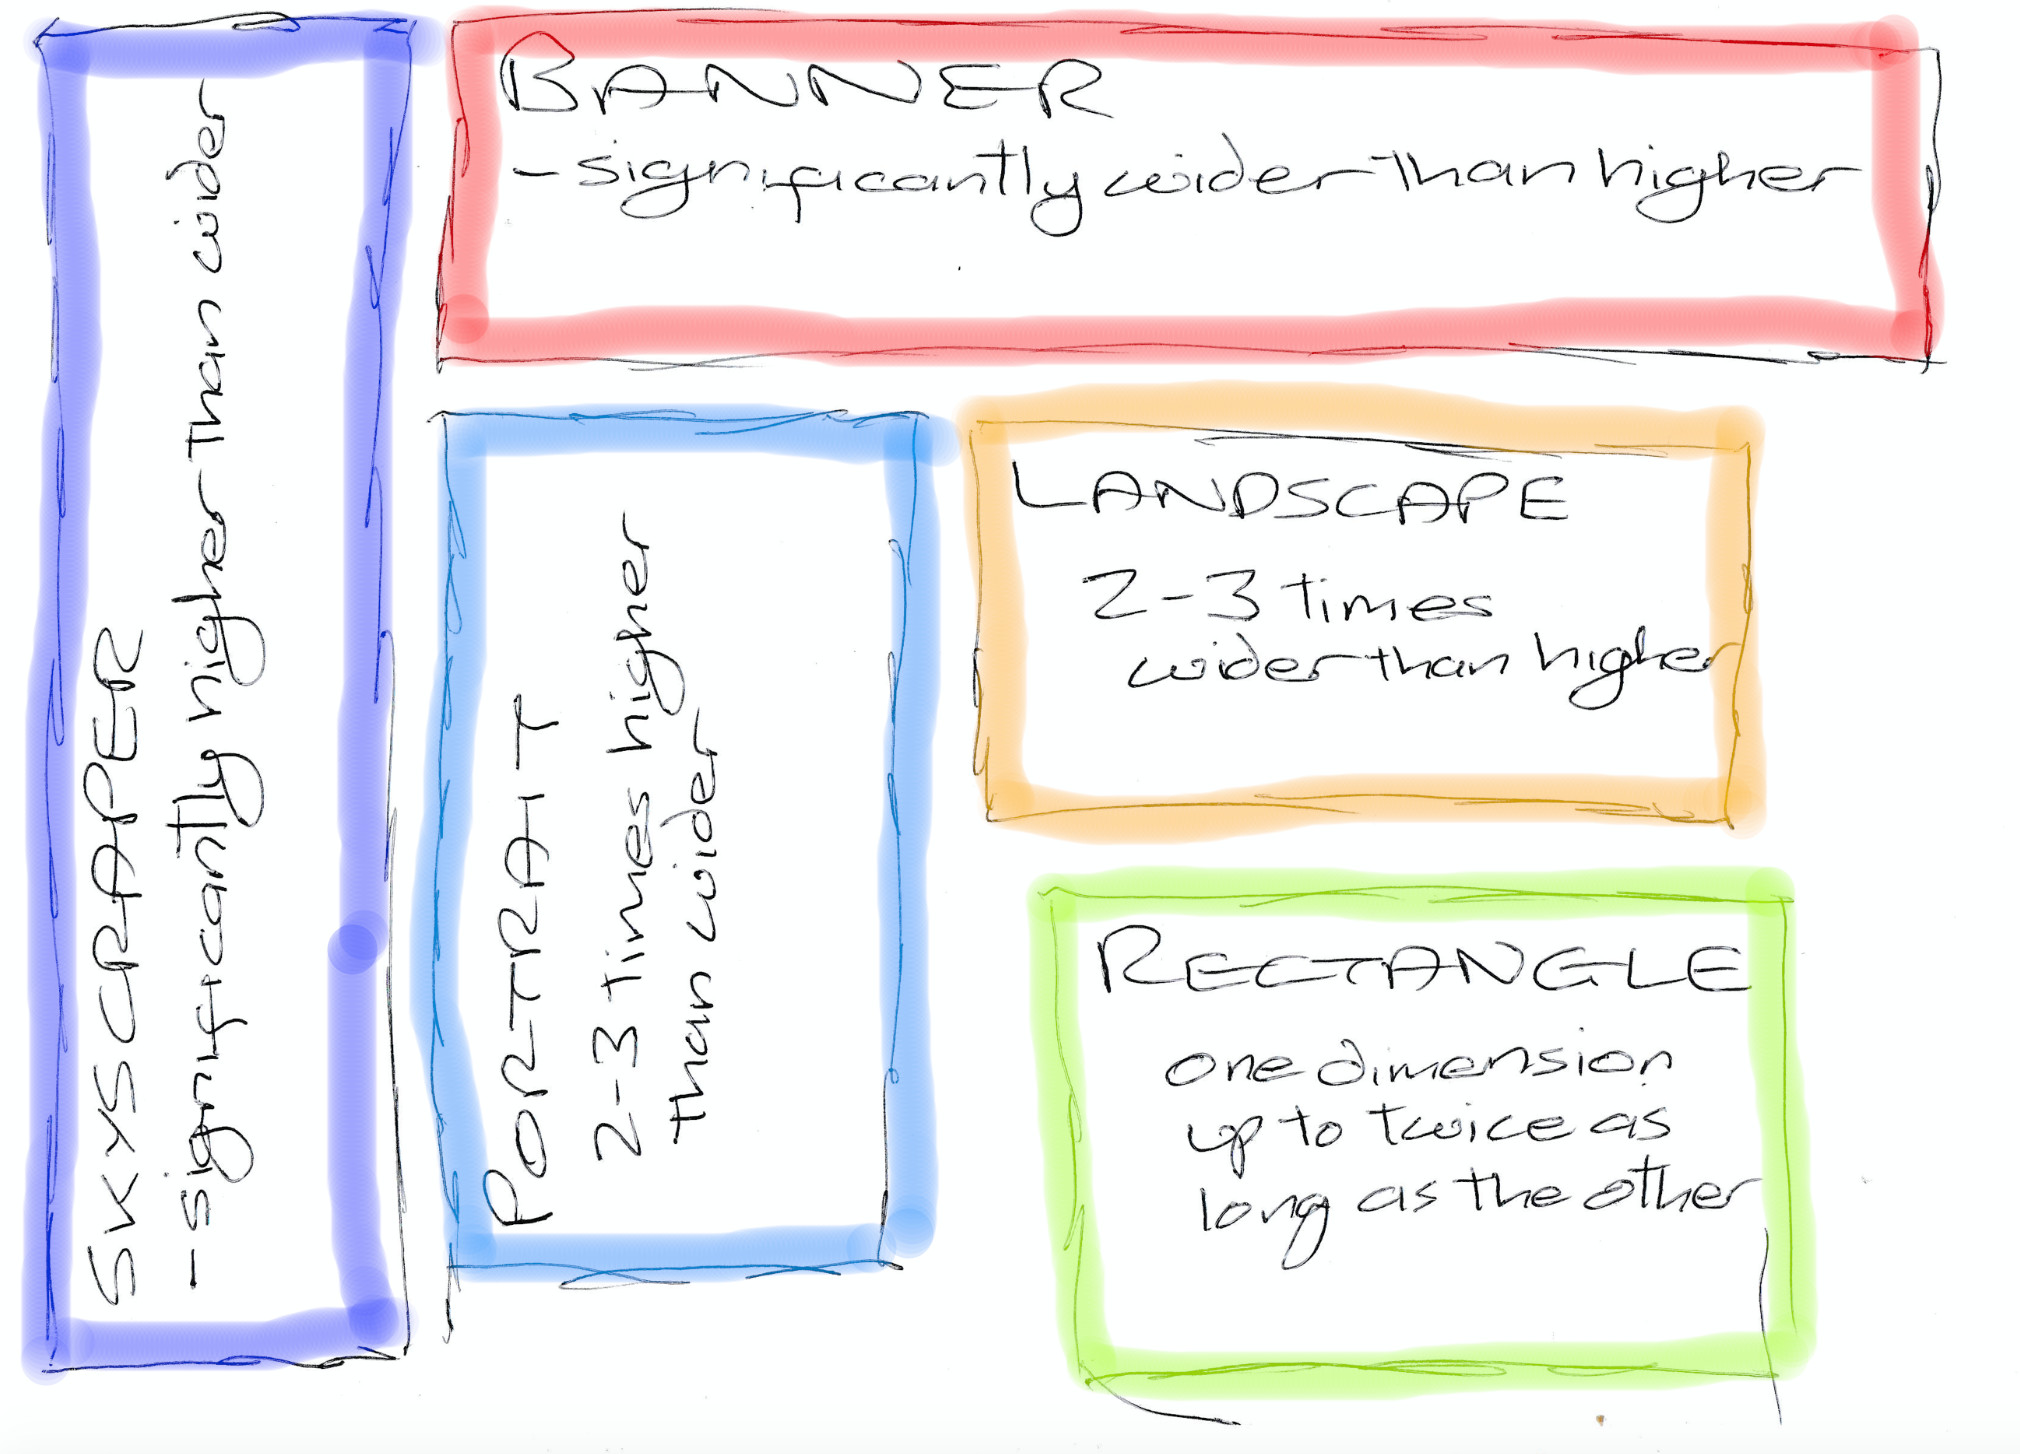 SKYSCRAPER
- significantly higher than wider
BANNER
- significantly wider than higher
PORTRAIT
2-3 times higher
than wider
LANDSCAPE
2-3 times
wider than higher
RECTANGLE
one dimension
up to twice as
long as the other